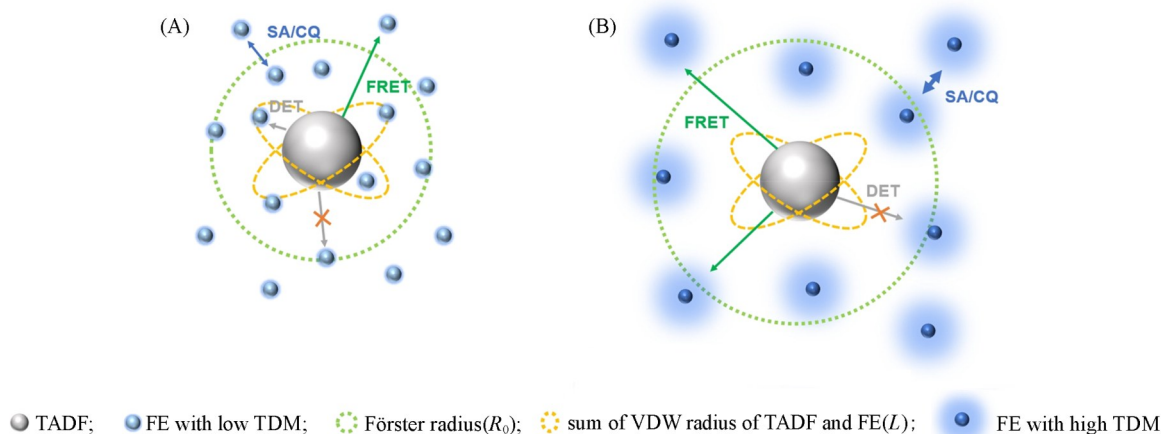 (A)
SA/CQ
FRET
DET
(B)
SA/CQ
FRET
DET
TADF; FE with low TDM; Förster radius(R₀); sum of VDW radius of TADF and FE(L); FE with high TDM